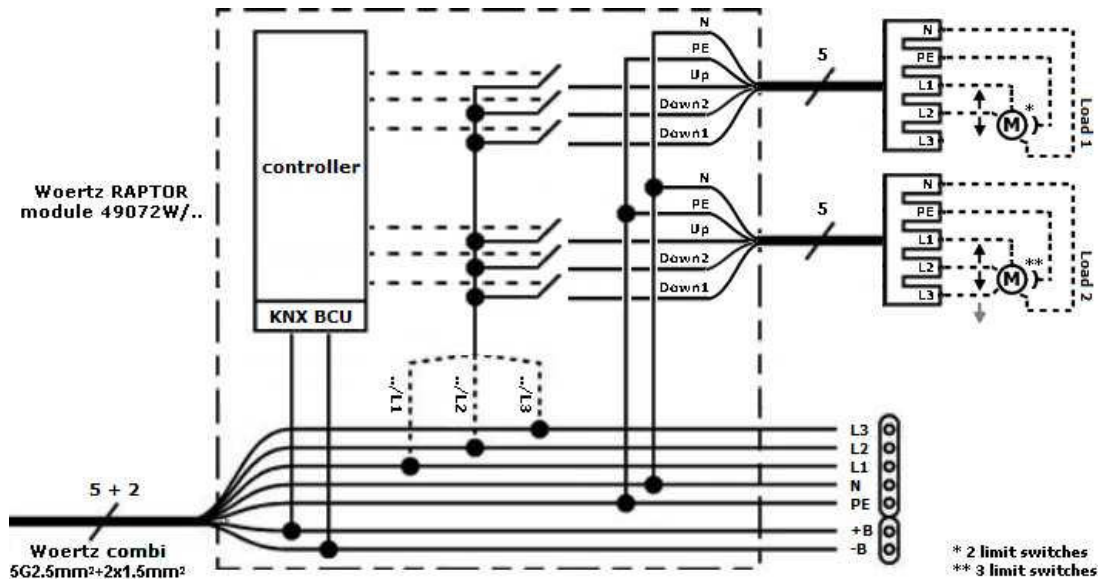 N
PE
Up
Down2
Down1
5
N
PE
L1
L2
L3
M
*
Load 1
controller
Woertz RAPTOR
module 49072W/..
N
PE
Up
Down2
Down1
5
N
PE
L1
L2
L3
M
**
Load 2
KNX BCU
../L1
../L2
../L3
L3
L2
L1
N
PE
+B
-B
5 + 2
Woertz combi
5G2.5mm²+2x1.5mm²
* 2 limit switches
** 3 limit switches